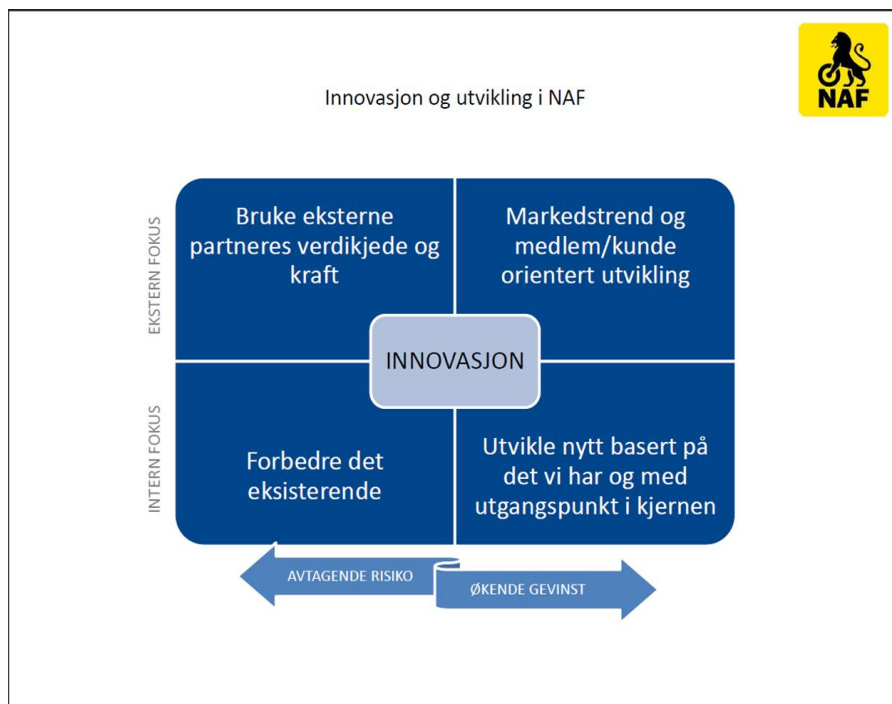 NAF
Innovasjon og utvikling i NAF
EKSTERN FOKUS
Bruke eksterne
partneres verdikjede og
kraft
Markedstrend og
medlem/kunde
orientert utvikling
INNOVASJON
INTERN FOKUS
Forbedre det
eksisterende
Utvikle nytt basert på
det vi har og med
utgangspunkt i kjernen
AVTAGENDE RISIKO
ØKENDE GEVINST